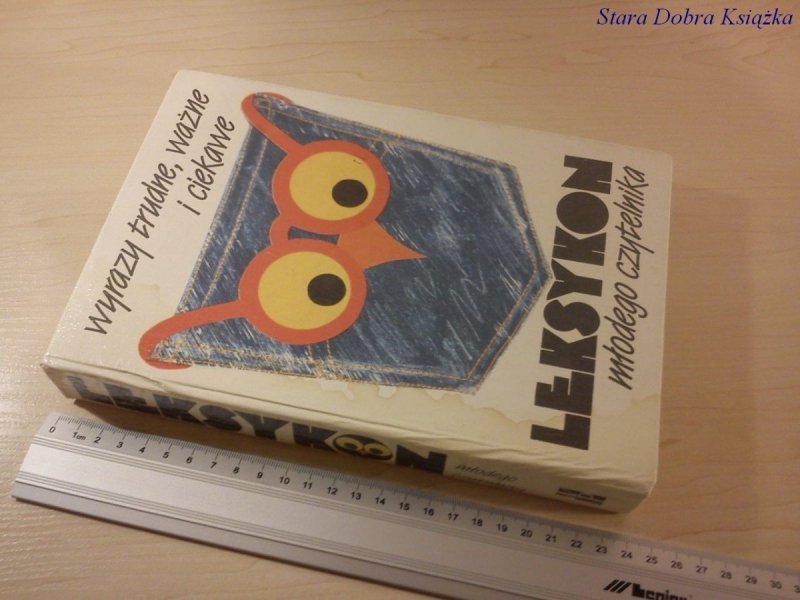 Stara Dobra Książka
wyrazy trudne, ważne
i ciekawe
LEKSYKON
młodego czytelnika
LEKSYKON
młodego
0 1cm 2 3 4 5 6 7 8 9 10 11 12 13 14 15 16 17 18 19 20 21 22 23 24 25 26 27 28 29 30
Leniar